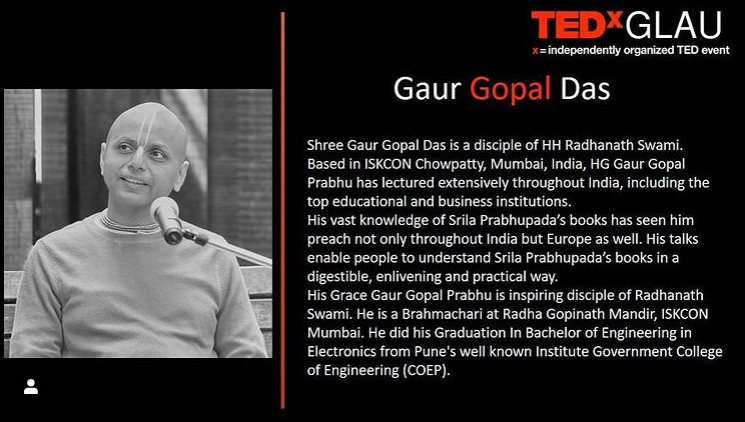 TEDxGLAU
x = independently organized TED event
Gaur Gopal Das
Shree Gaur Gopal Das is a disciple of HH Radhanath Swami.
Based in ISKCON Chowpatty, Mumbai, India, HG Gaur Gopal
Prabhu has lectured extensively throughout India, including the
top educational and business institutions.
His vast knowledge of Srila Prabhupada’s books has seen him
preach not only throughout India but Europe as well. His talks
enable people to understand Srila Prabhupada’s books in a
digestible, enlivening and practical way.
His Grace Gaur Gopal Prabhu is inspiring disciple of Radhanath
Swami. He is a Brahmachari at Radha Gopinath Mandir, ISKCON
Mumbai. He did his Graduation In Bachelor of Engineering in
Electronics from Pune's well known Institute Government College
of Engineering (COEP).